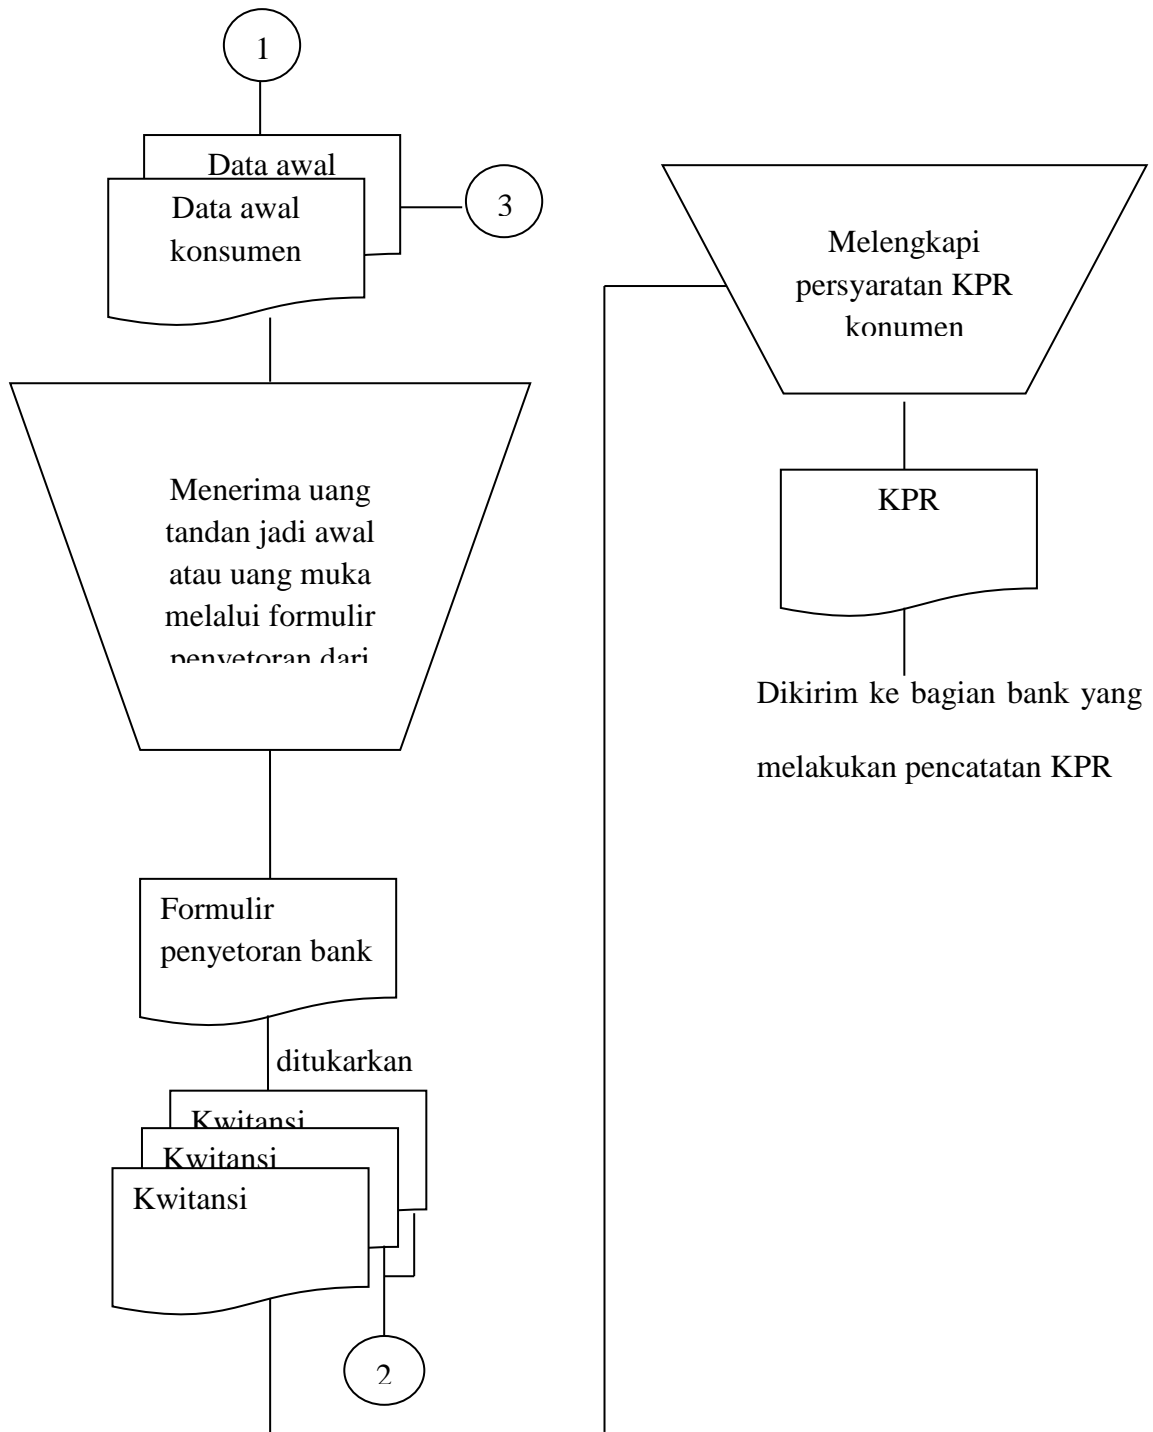 1
Data awal
Data awal
konsumen
3
Menerima uang
tandan jadi awal
atau uang muka
melalui formulir
penyetoran dari
Formulir
penyetoran bank
ditukarkan
Kwitansi
Kwitansi
Kwitansi
2
Melengkapi
persyaratan KPR
konumen
KPR
Dikirim ke bagian bank yang
melakukan pencatatan KPR